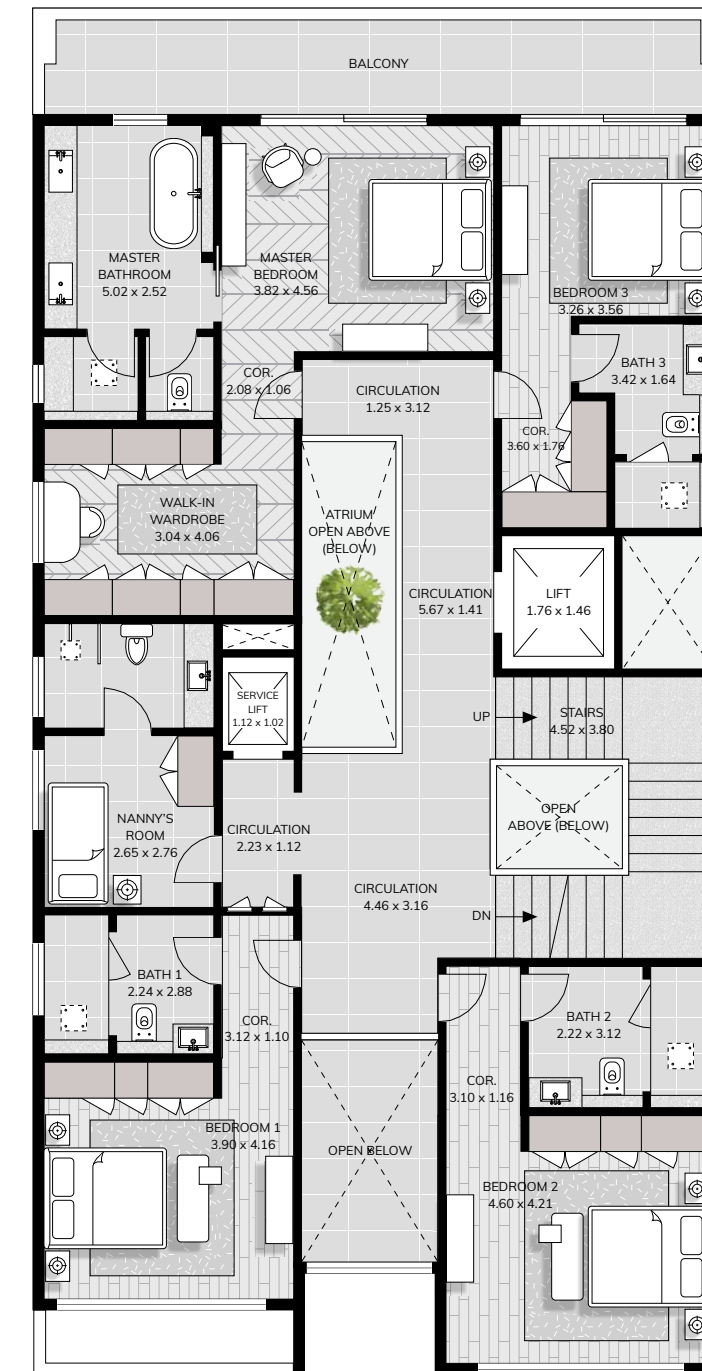 BALCONY
MASTER
BATHROOM
5.02 x 2.52
MASTER
BEDROOM
3.82 x 4.56
BEDROOM 3
3.26 x 3.56
BATH 3
3.42 x 1.64
COR.
2.08 x 1.06
CIRCULATION
1.25 x 3.12
COR.
3.60 x 1.76
WALK-IN
WARDROBE
3.04 x 4.06
ATRIUM
OPEN ABOVE
(BELOW)
CIRCULATION
5.67 x 1.41
LIFT
1.76 x 1.46
SERVICE
LIFT
1.12 x 1.02
UP
STAIRS
4.52 x 3.80
NANNY'S
ROOM
2.65 x 2.76
CIRCULATION
2.23 x 1.12
OPEN
ABOVE (BELOW)
CIRCULATION
4.46 x 3.16
DN
BATH 1
2.24 x 2.88
COR.
3.12 x 1.10
BATH 2
2.22 x 3.12
COR.
3.10 x 1.16
BEDROOM 1
3.90 x 4.16
OPEN BELOW
BEDROOM 2
4.60 x 4.21